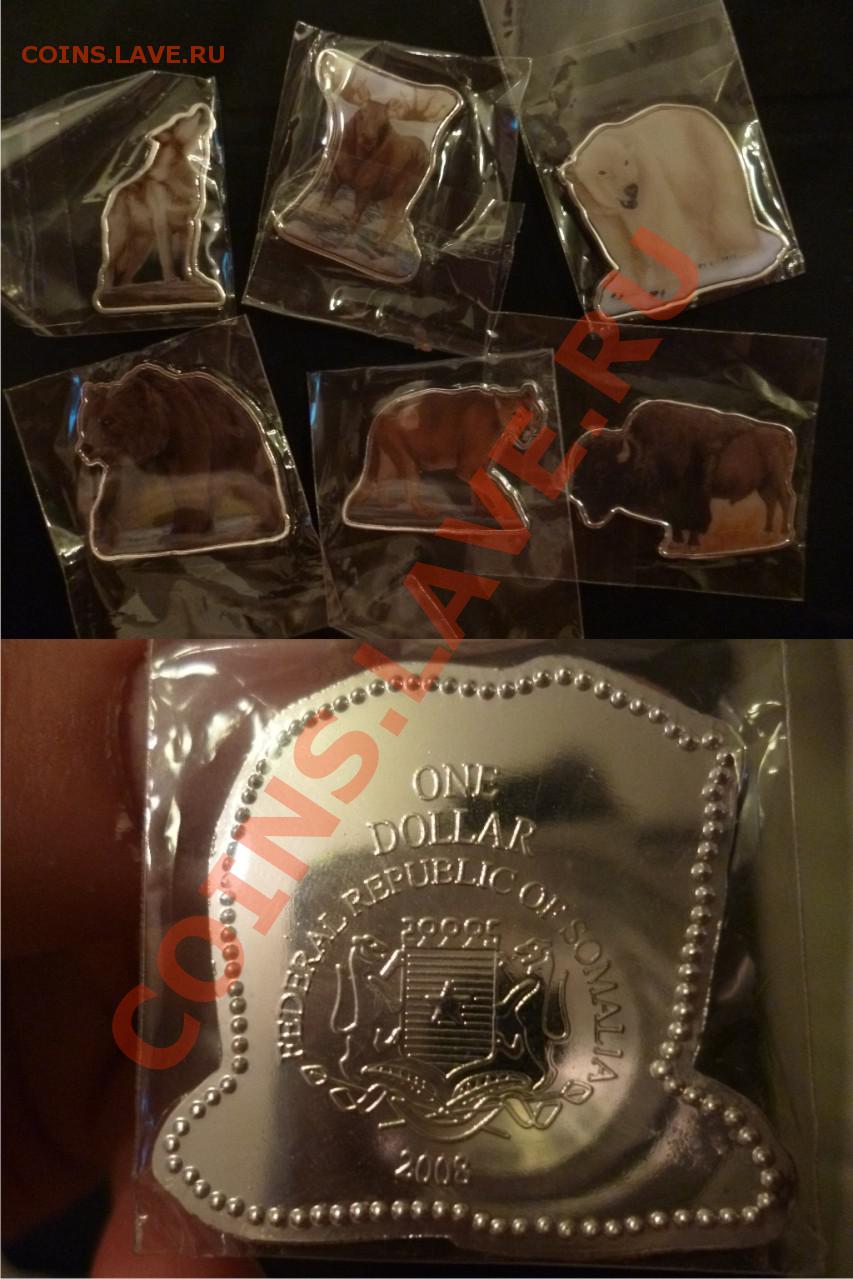 COINS.LAVE.RU
COINS.LAVE.RU
ONE
DOLLAR
FEDERAL REPUBLIC OF SOMALIA
2008